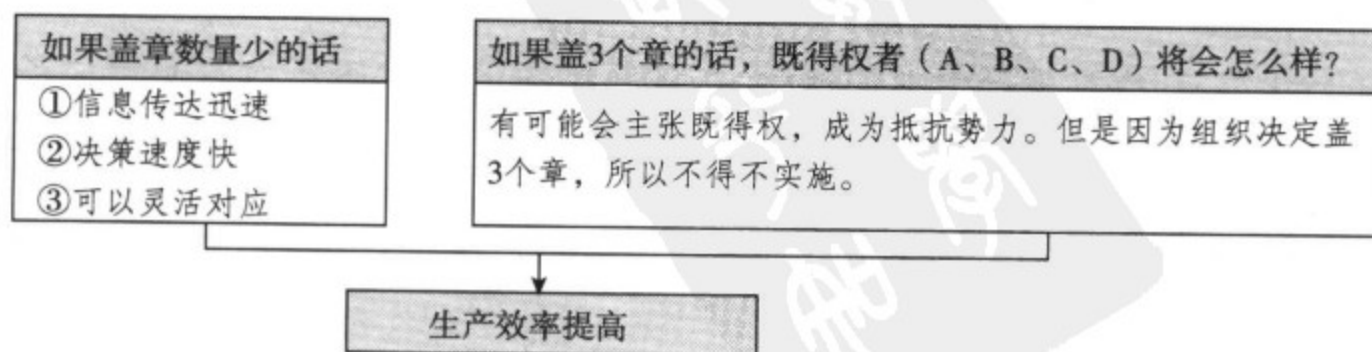 如果盖章数量少的话
①信息传达迅速
②决策速度快
③可以灵活对应
如果盖3个章的话，既得权者（A、B、C、D）将会怎么样？
有可能会主张既得权，成为抵抗势力。但是因为组织决定盖
3个章，所以不得不实施。
生产效率提高